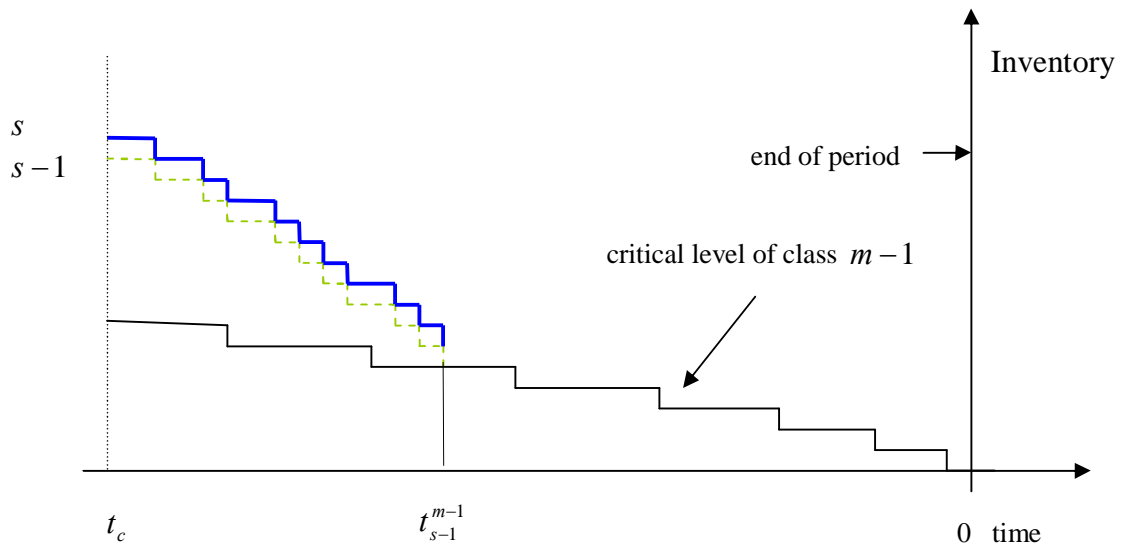 Inventory
s
s − 1
end of period
critical level of class m − 1
t_c
t_{s−1}^{m−1}
0 time